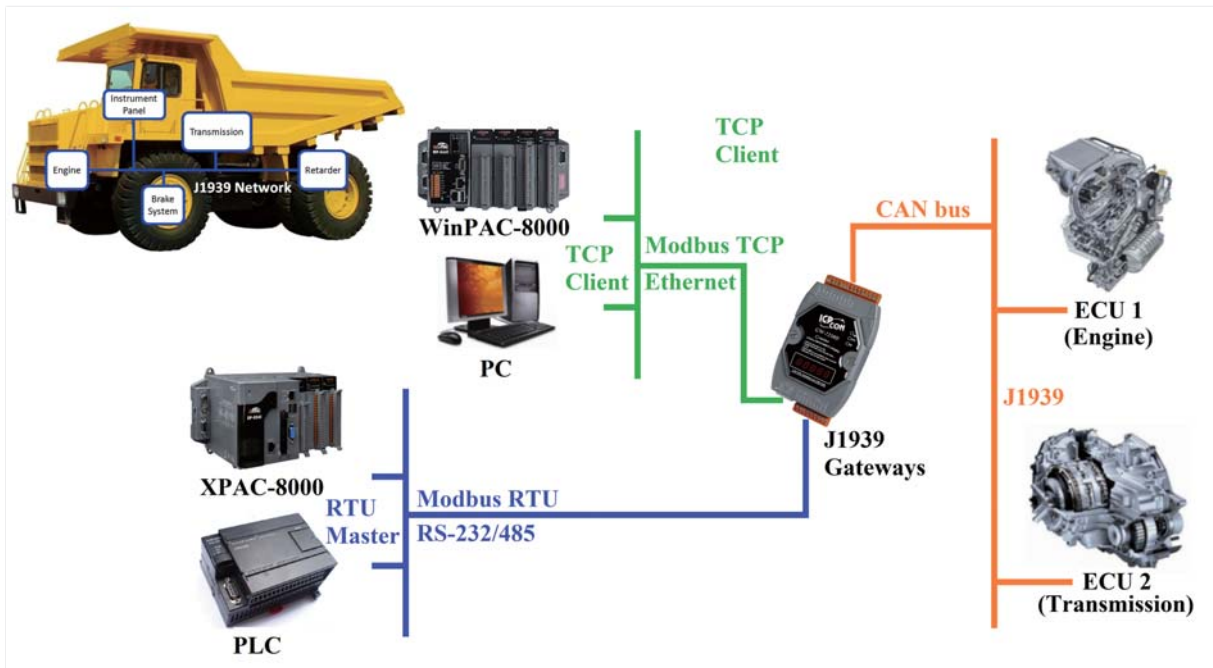 Instrument
Panel
Transmission
Engine
Retarder
J1939 Network
Brake
System
WinPAC-8000
TCP
Client
TCP
Client
Modbus TCP
Ethernet
PC
CAN bus
ECU 1
(Engine)
J1939
ICP
CON
J1939
Gateways
XPAC-8000
RTU
Master
Modbus RTU
RS-232/485
PLC
ECU 2
(Transmission)